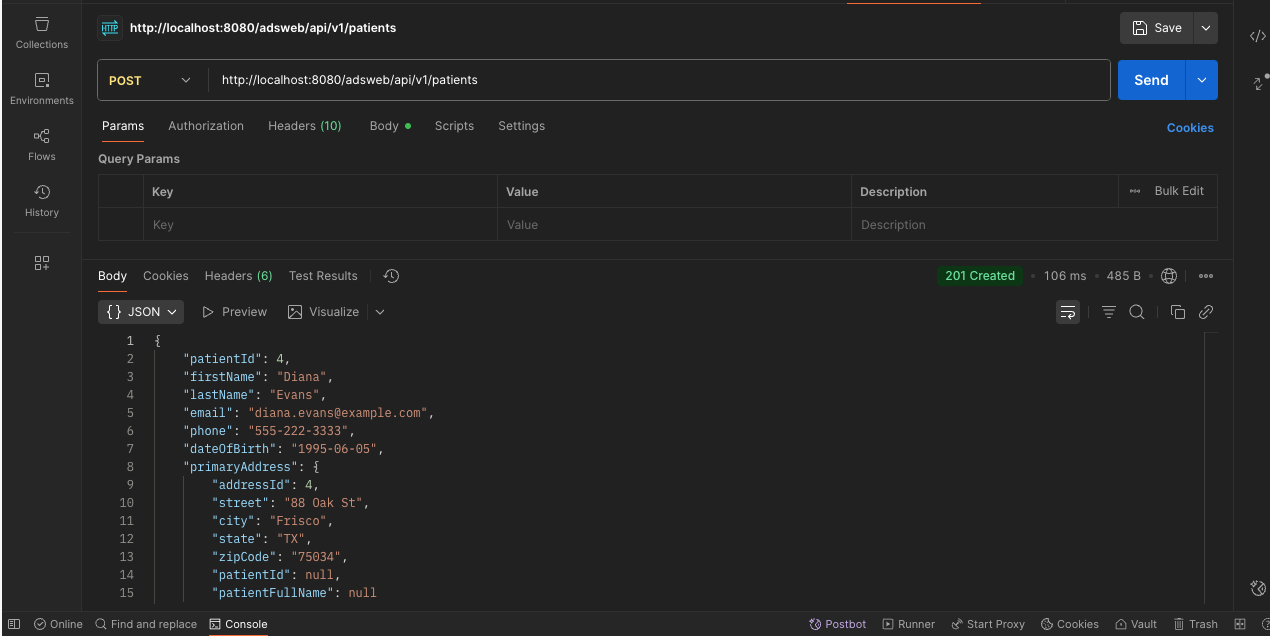 Collections
Environments
Flows
History
HTTP http://localhost:8080/adsweb/api/v1/patients
Save
POST http://localhost:8080/adsweb/api/v1/patients
Send
Params Authorization Headers (10) Body Scripts Settings
Cookies
Query Params
Key Value Description Bulk Edit
Key Value Description
Body Cookies Headers (6) Test Results
201 Created • 106 ms • 485 B •
{} JSON Preview Visualize
1 {
2 "patientId": 4,
3 "firstName": "Diana",
4 "lastName": "Evans",
5 "email": "diana.evans@example.com",
6 "phone": "555-222-3333",
7 "dateOfBirth": "1995-06-05",
8 "primaryAddress": {
9 "addressId": 4,
10 "street": "88 Oak St",
11 "city": "Frisco",
12 "state": "TX",
13 "zipCode": "75034",
14 "patientId": null,
15 "patientFullName": null
Online Find and replace Console
Postbot Runner Start Proxy Cookies Vault Trash